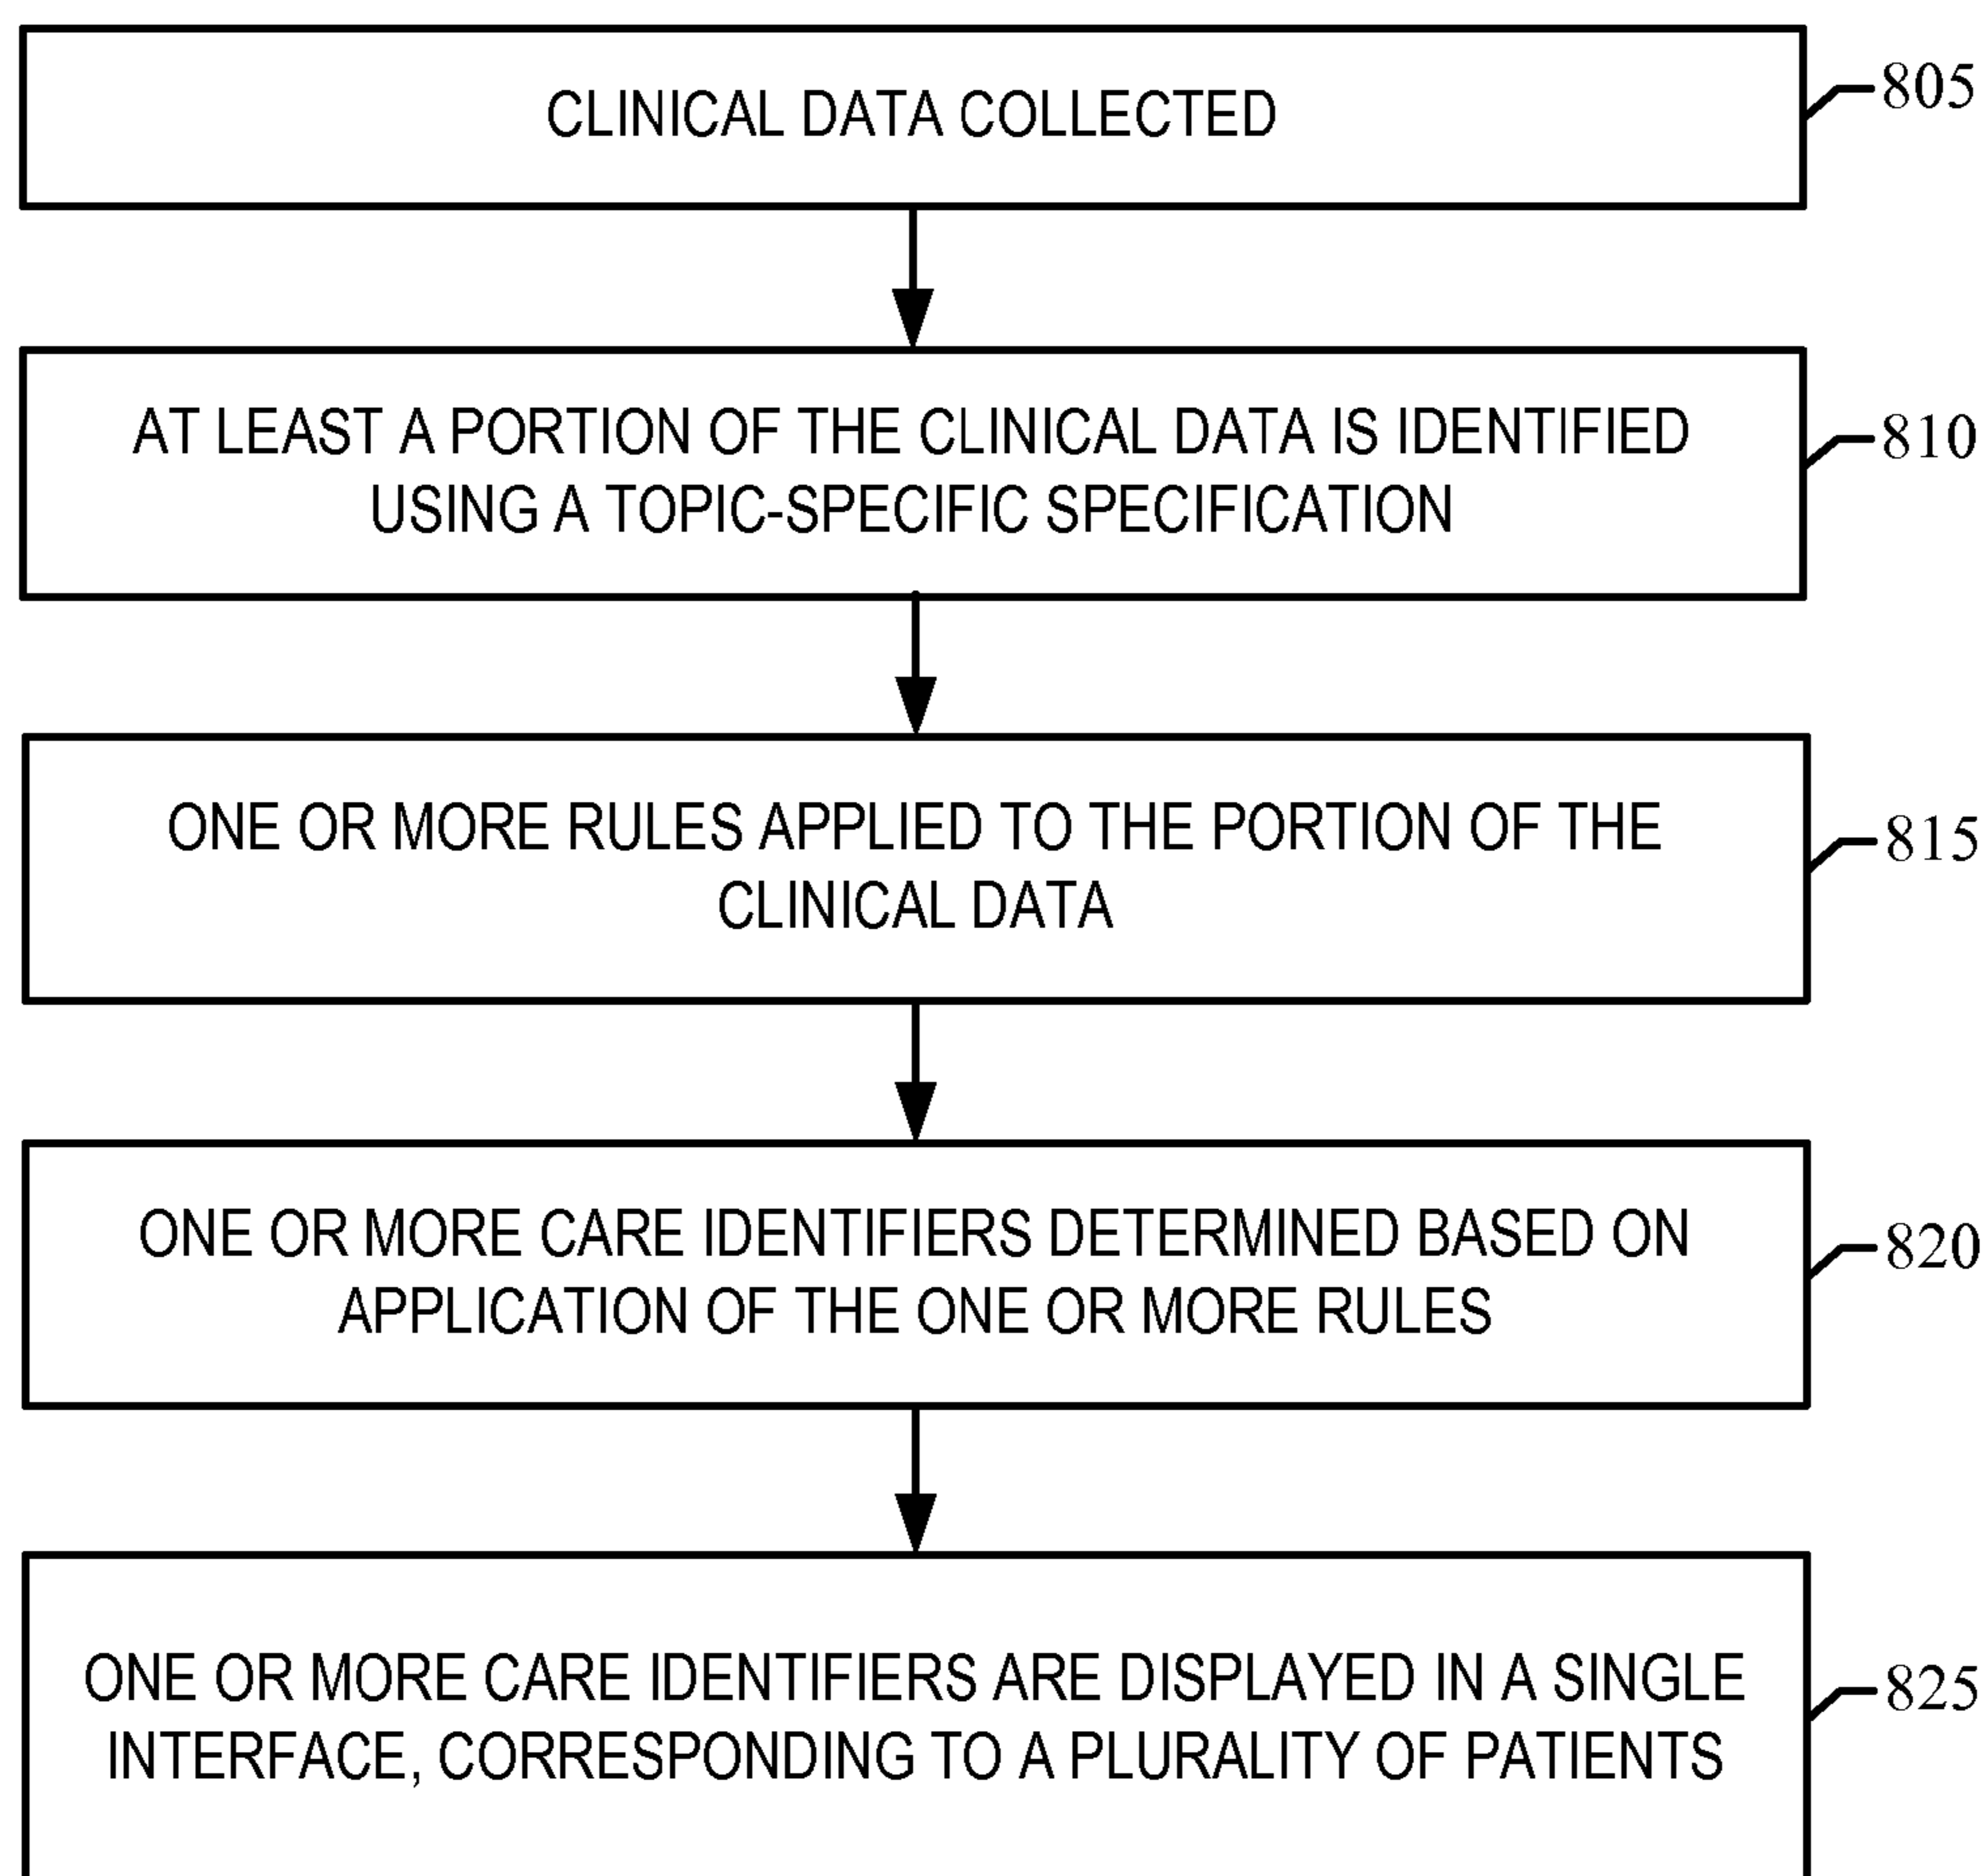 CLINICAL DATA COLLECTED
805
AT LEAST A PORTION OF THE CLINICAL DATA IS IDENTIFIED
USING A TOPIC-SPECIFIC SPECIFICATION
810
ONE OR MORE RULES APPLIED TO THE PORTION OF THE
CLINICAL DATA
815
ONE OR MORE CARE IDENTIFIERS DETERMINED BASED ON
APPLICATION OF THE ONE OR MORE RULES
820
ONE OR MORE CARE IDENTIFIERS ARE DISPLAYED IN A SINGLE
INTERFACE, CORRESPONDING TO A PLURALITY OF PATIENTS
825